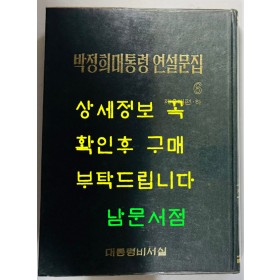 박정희대통령 연설문집
상세정보 꼭
확인후 구매
부탁드립니다
남문서점
대통령비서실